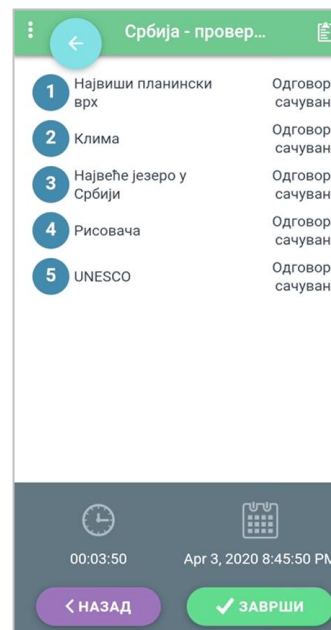 Србија - провер...
1 Највиши планински Одговор
врх сачуван
2 Клима Одговор
сачуван
3 Највеће језеро у Одговор
Србији сачуван
4 Рисовача Одговор
сачуван
5 UNESCO Одговор
сачуван
00:03:50 Apr 3, 2020 8:45:50 PM
НАЗАД ЗАВРШИ